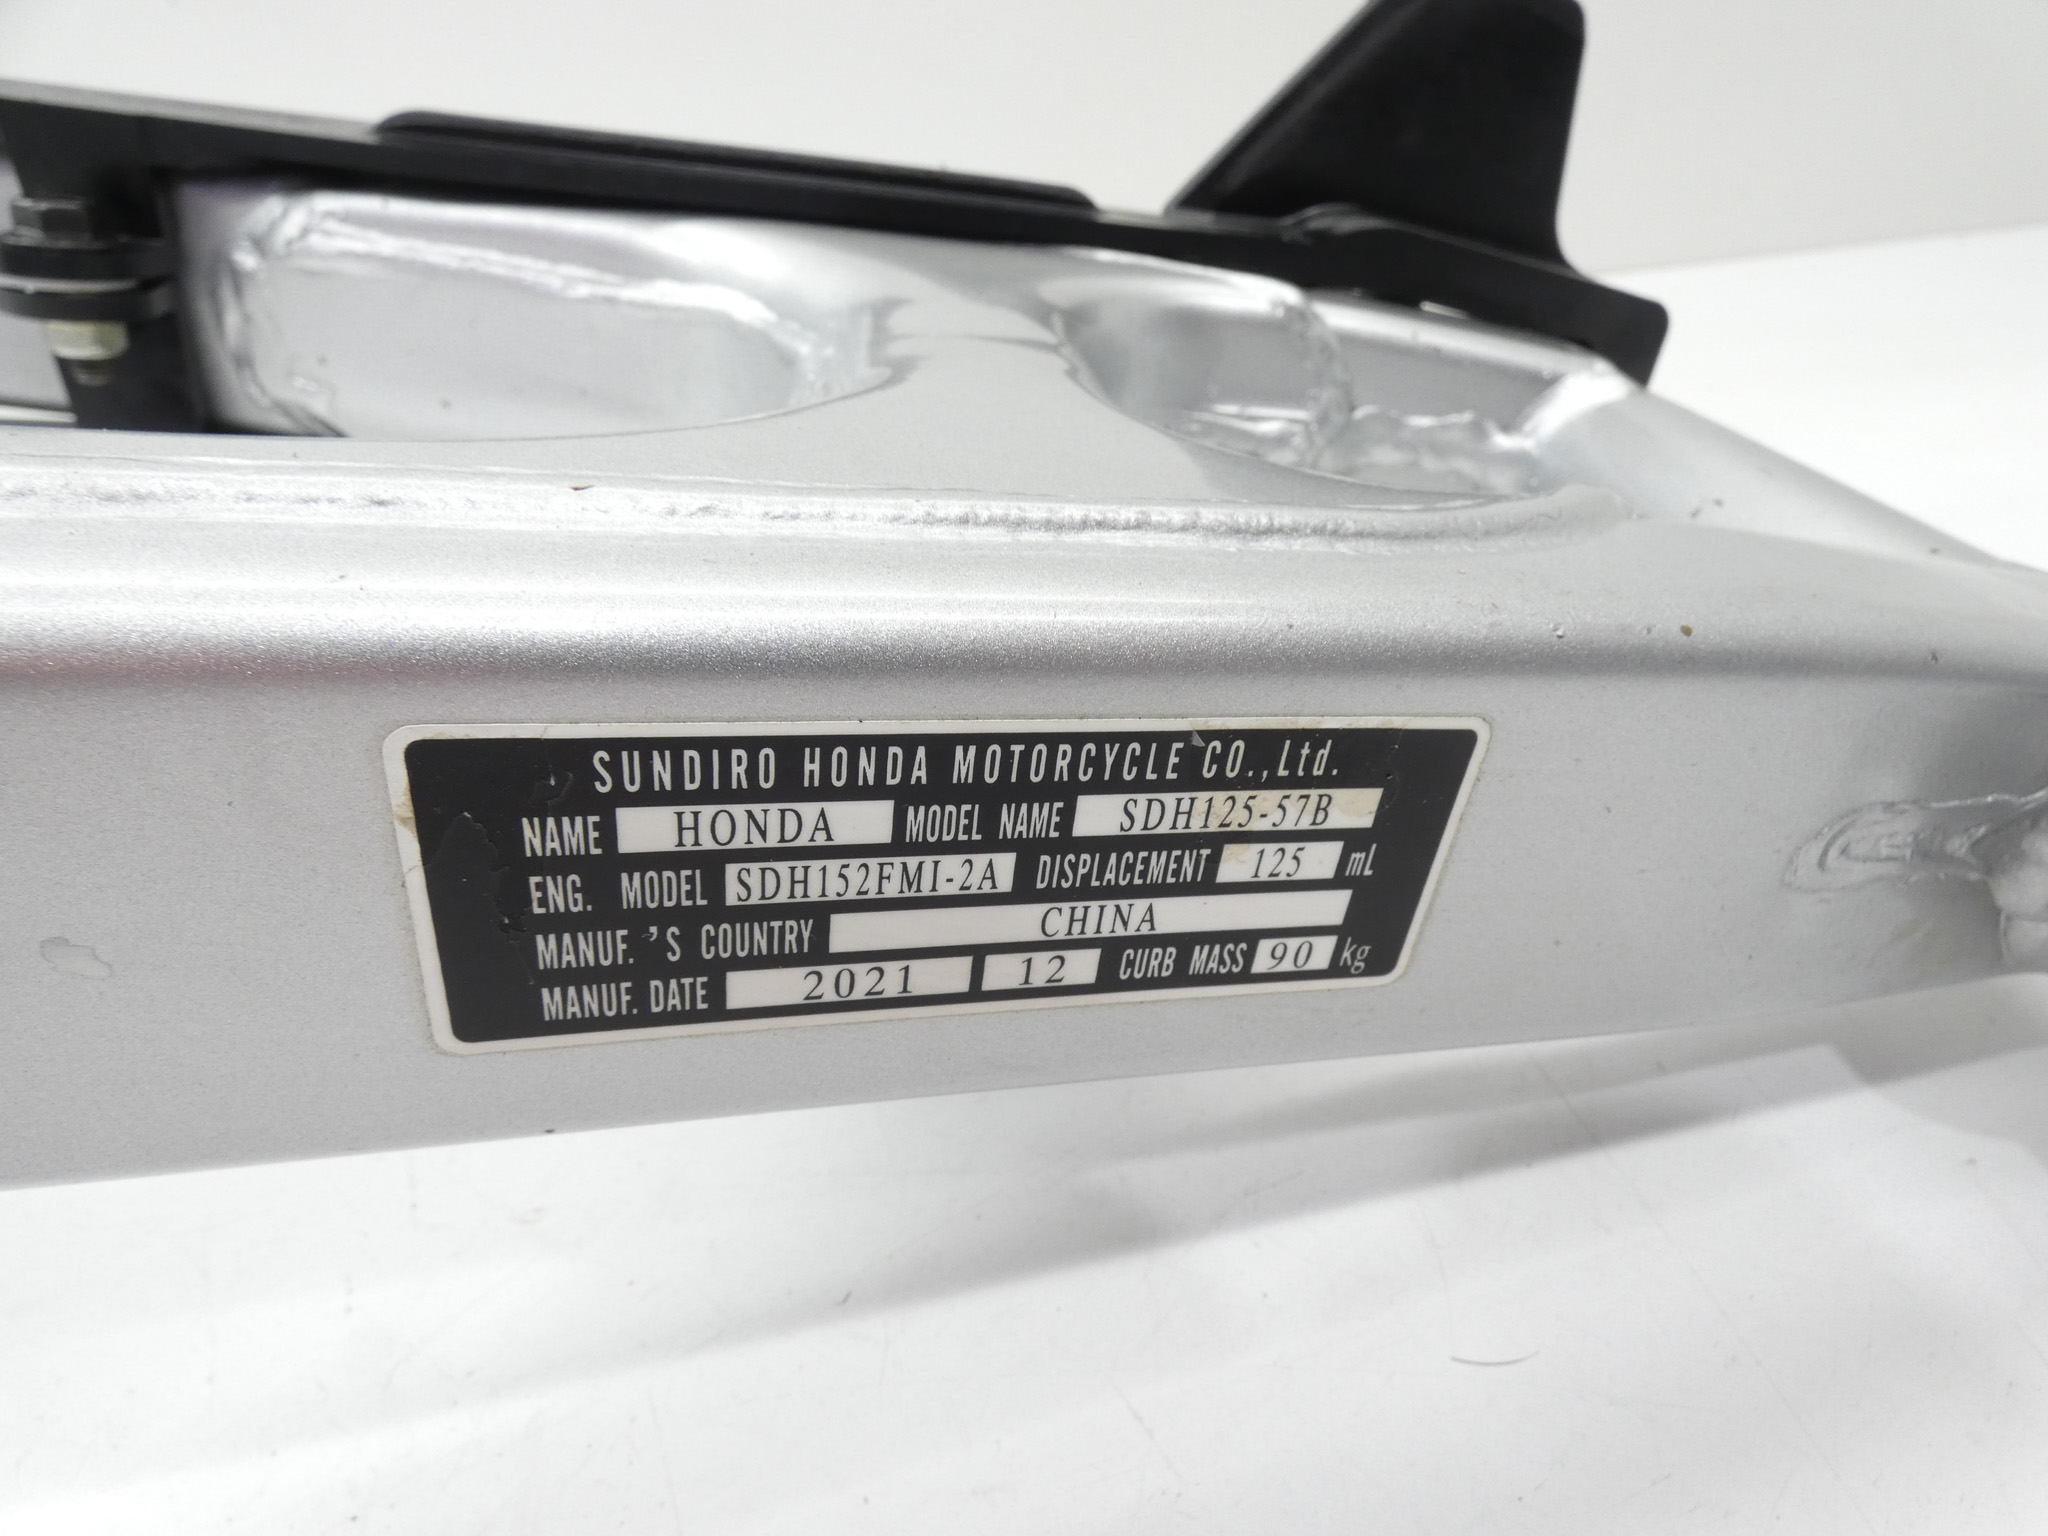 SUNDIRO HONDA MOTORCYCLE CO.,Ltd.
NAME HONDA MODEL NAME SDH125-57B
ENG. MODEL SDH152FMI-2A DISPLACEMENT 125 mL
MANUF.'S COUNTRY CHINA
MANUF. DATE 2021 12 CURB MASS 90 kg